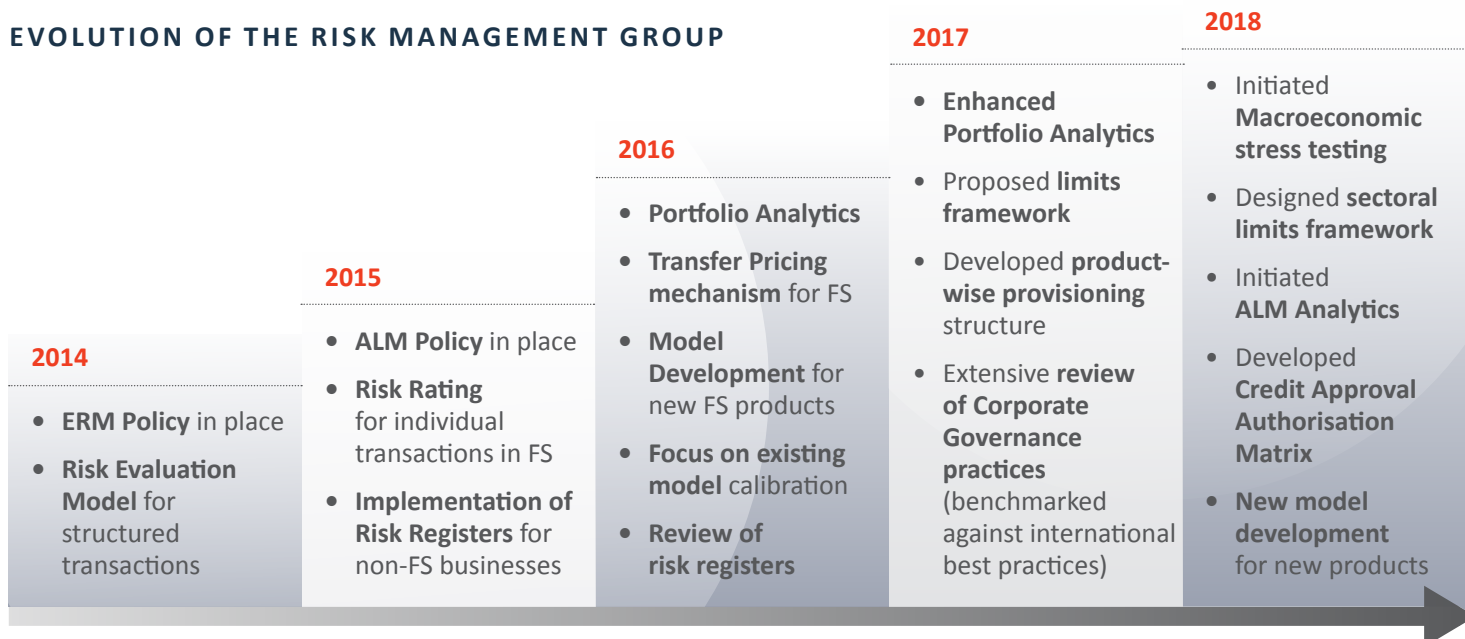 EVOLUTION OF THE RISK MANAGEMENT GROUP
2014
• ERM Policy in place
• Risk Evaluation
Model for
structured
transactions
2015
• ALM Policy in place
• Risk Rating
for individual
transactions in FS
• Implementation of
Risk Registers for
non-FS businesses
2016
• Portfolio Analytics
• Transfer Pricing
mechanism for FS
• Model
Development for
new FS products
• Focus on existing
model calibration
• Review of
risk registers
2017
• Enhanced
Portfolio Analytics
• Proposed limits
framework
• Developed product-
wise provisioning
structure
• Extensive review
of Corporate
Governance
practices
(benchmarked
against international
best practices)
2018
• Initiated
Macroeconomic
stress testing
• Designed sectoral
limits framework
• Initiated
ALM Analytics
• Developed
Credit Approval
Authorisation
Matrix
• New model
development
for new products